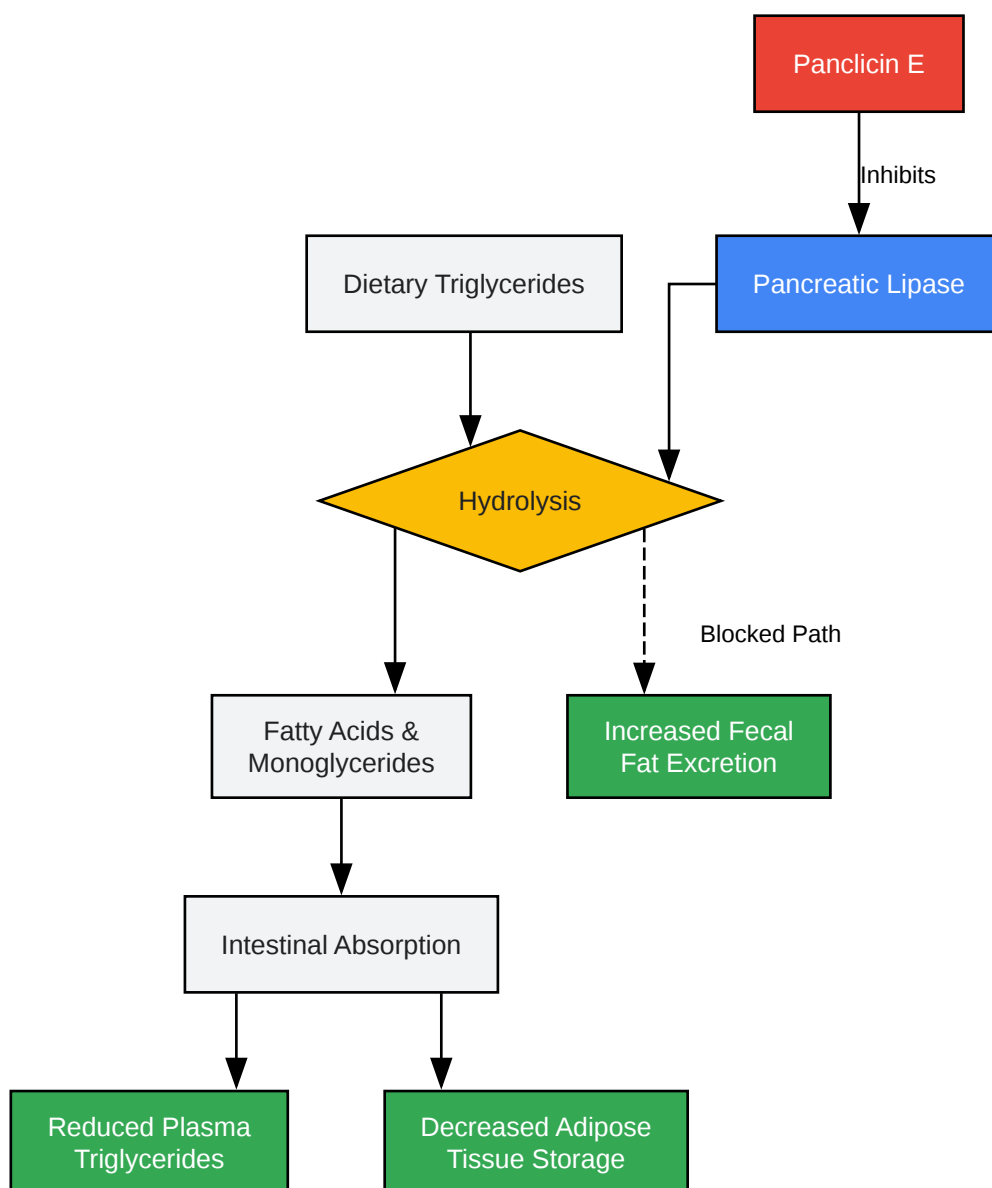 Panclicin E
Inhibits
Dietary Triglycerides
Pancreatic Lipase
Hydrolysis
Blocked Path
Fatty Acids &
Monoglycerides
Increased Fecal
Fat Excretion
Intestinal Absorption
Reduced Plasma
Triglycerides
Decreased Adipose
Tissue Storage